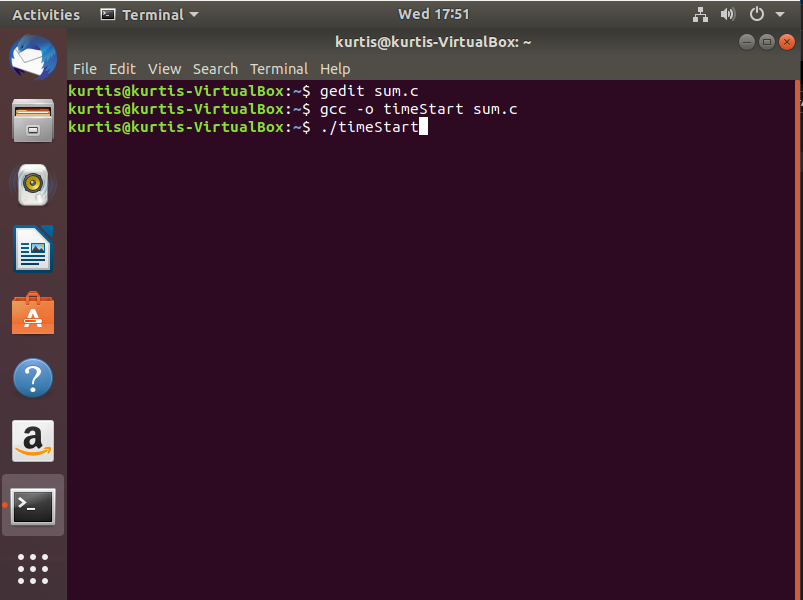 Activities Terminal Wed 17:51
kurtis@kurtis-VirtualBox: ~
File Edit View Search Terminal Help
kurtis@kurtis-VirtualBox:~$ gedit sum.c
kurtis@kurtis-VirtualBox:~$ gcc -o timeStart sum.c
kurtis@kurtis-VirtualBox:~$ ./timeStart
A
?
a
>_